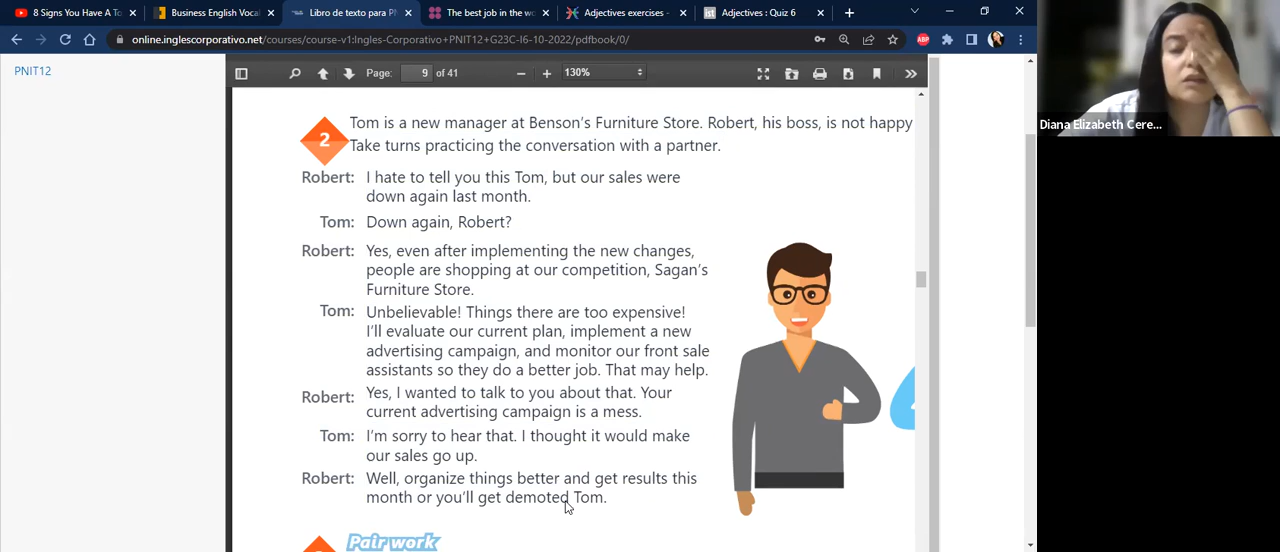 8 Signs You Have A To
Business English Vocal
Libro de texto para PN
The best job in the wo
Adjectives exercises -
Adjectives : Quiz 6
online.inglescorporativo.net/courses/course-v1:Ingles-Corporativo+PNIT12+G23C-I6-10-2022/pdfbook/0/
ABP
PNIT12
Page: 9 of 41
130%
Diana Elizabeth Cere...
2
Tom is a new manager at Benson's Furniture Store. Robert, his boss, is not happy
Take turns practicing the conversation with a partner.
Robert: I hate to tell you this Tom, but our sales were
down again last month.
Tom: Down again, Robert?
Robert: Yes, even after implementing the new changes,
people are shopping at our competition, Sagan's
Furniture Store.
Tom: Unbelievable! Things there are too expensive!
I'll evaluate our current plan, implement a new
advertising campaign, and monitor our front sale
assistants so they do a better job. That may help.
Robert: Yes, I wanted to talk to you about that. Your
current advertising campaign is a mess.
Tom: I'm sorry to hear that. I thought it would make
our sales go up.
Robert: Well, organize things better and get results this
month or you'll get demoted Tom.
Pair work